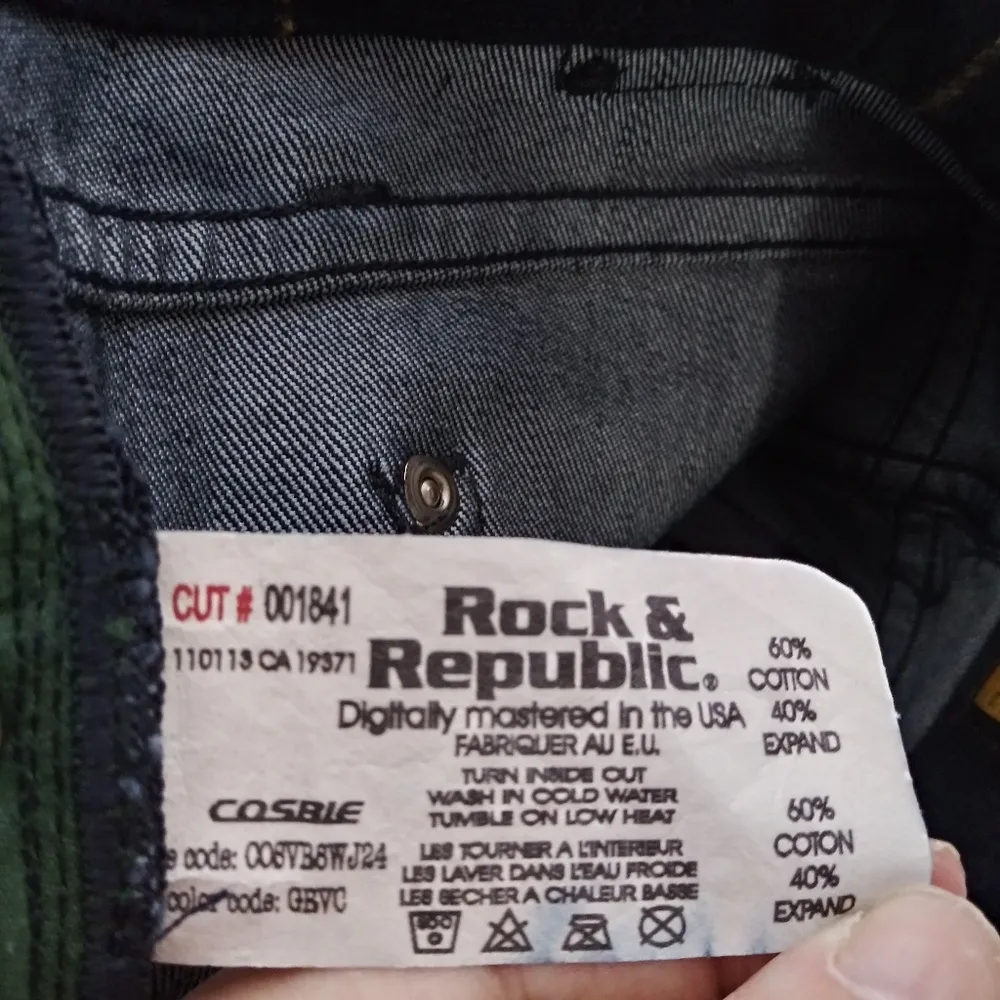 CUT # 001841
110113 CA 19371
Rock &
Republic®
Digitally mastered in the USA
FABRIQUER AU E.U.
TURN INSIDE OUT
WASH IN COLD WATER
TUMBLE ON LOW HEAT
LES TOURNER A L'INTERIEUR
LES LAVER DANS L'EAU FROIDE
LES SECHER A CHALEUR BASSE
COSBIE
code:
color code: GBVC
60%
COTTON
40%
EXPAND
60%
COTON
40%
EXPAND